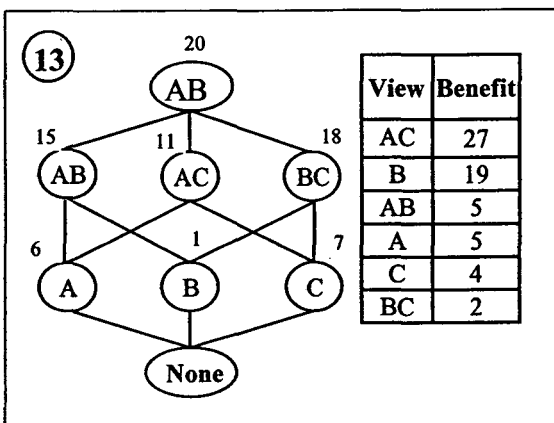 13
20
AB
15
11
18
AB
AC
BC
6
1
7
A
B
C
None
View Benefit
AC 27
B 19
AB 5
A 5
C 4
BC 2